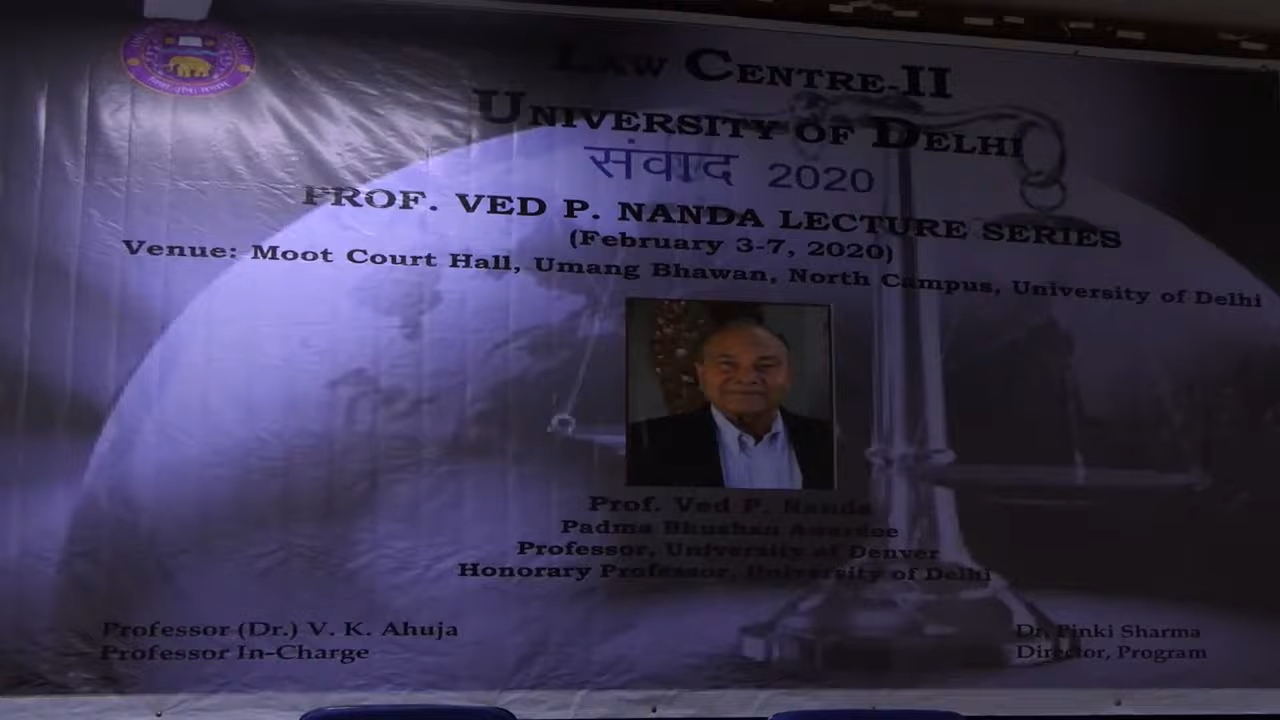 LAW CENTRE-II
UNIVERSITY OF DELHI
संवाद 2020
PROF. VED P. NANDA LECTURE SERIES
(February 3-7, 2020)
Venue: Moot Court Hall, Umang Bhawan, North Campus, University of Delhi
Prof. Ved P. Nanda
Padma Bhushan Awardee
Professor, University of Denver
Honorary Professor, University of Delhi
Professor (Dr.) V. K. Ahuja
Professor In-Charge
Dr. Pinki Sharma
Director, Program